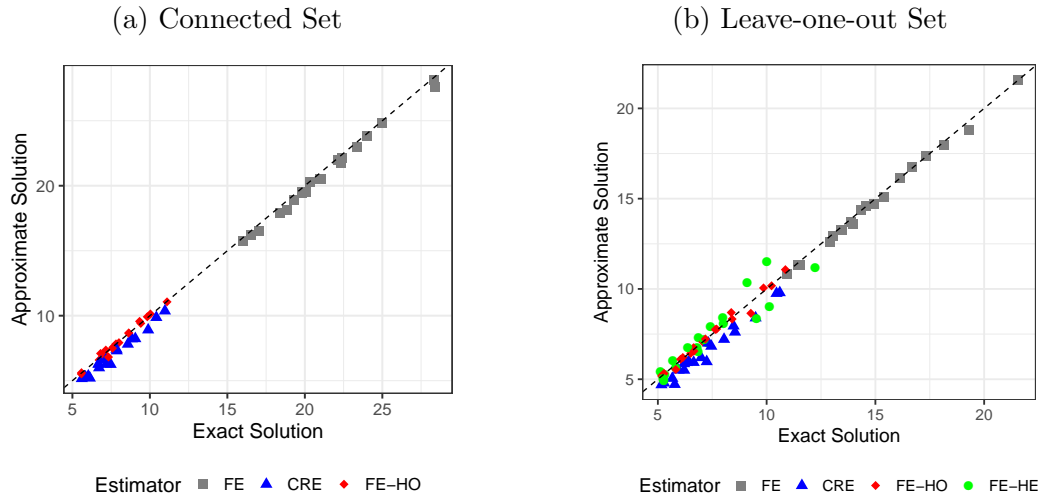 (a) Connected Set
20
10
5
10
15
20
25
Approximate Solution
Exact Solution
Estimator FE CRE FE−HO
(b) Leave-one-out Set
20
15
10
5
5
10
15
20
Approximate Solution
Exact Solution
Estimator FE CRE FE−HO FE−HE